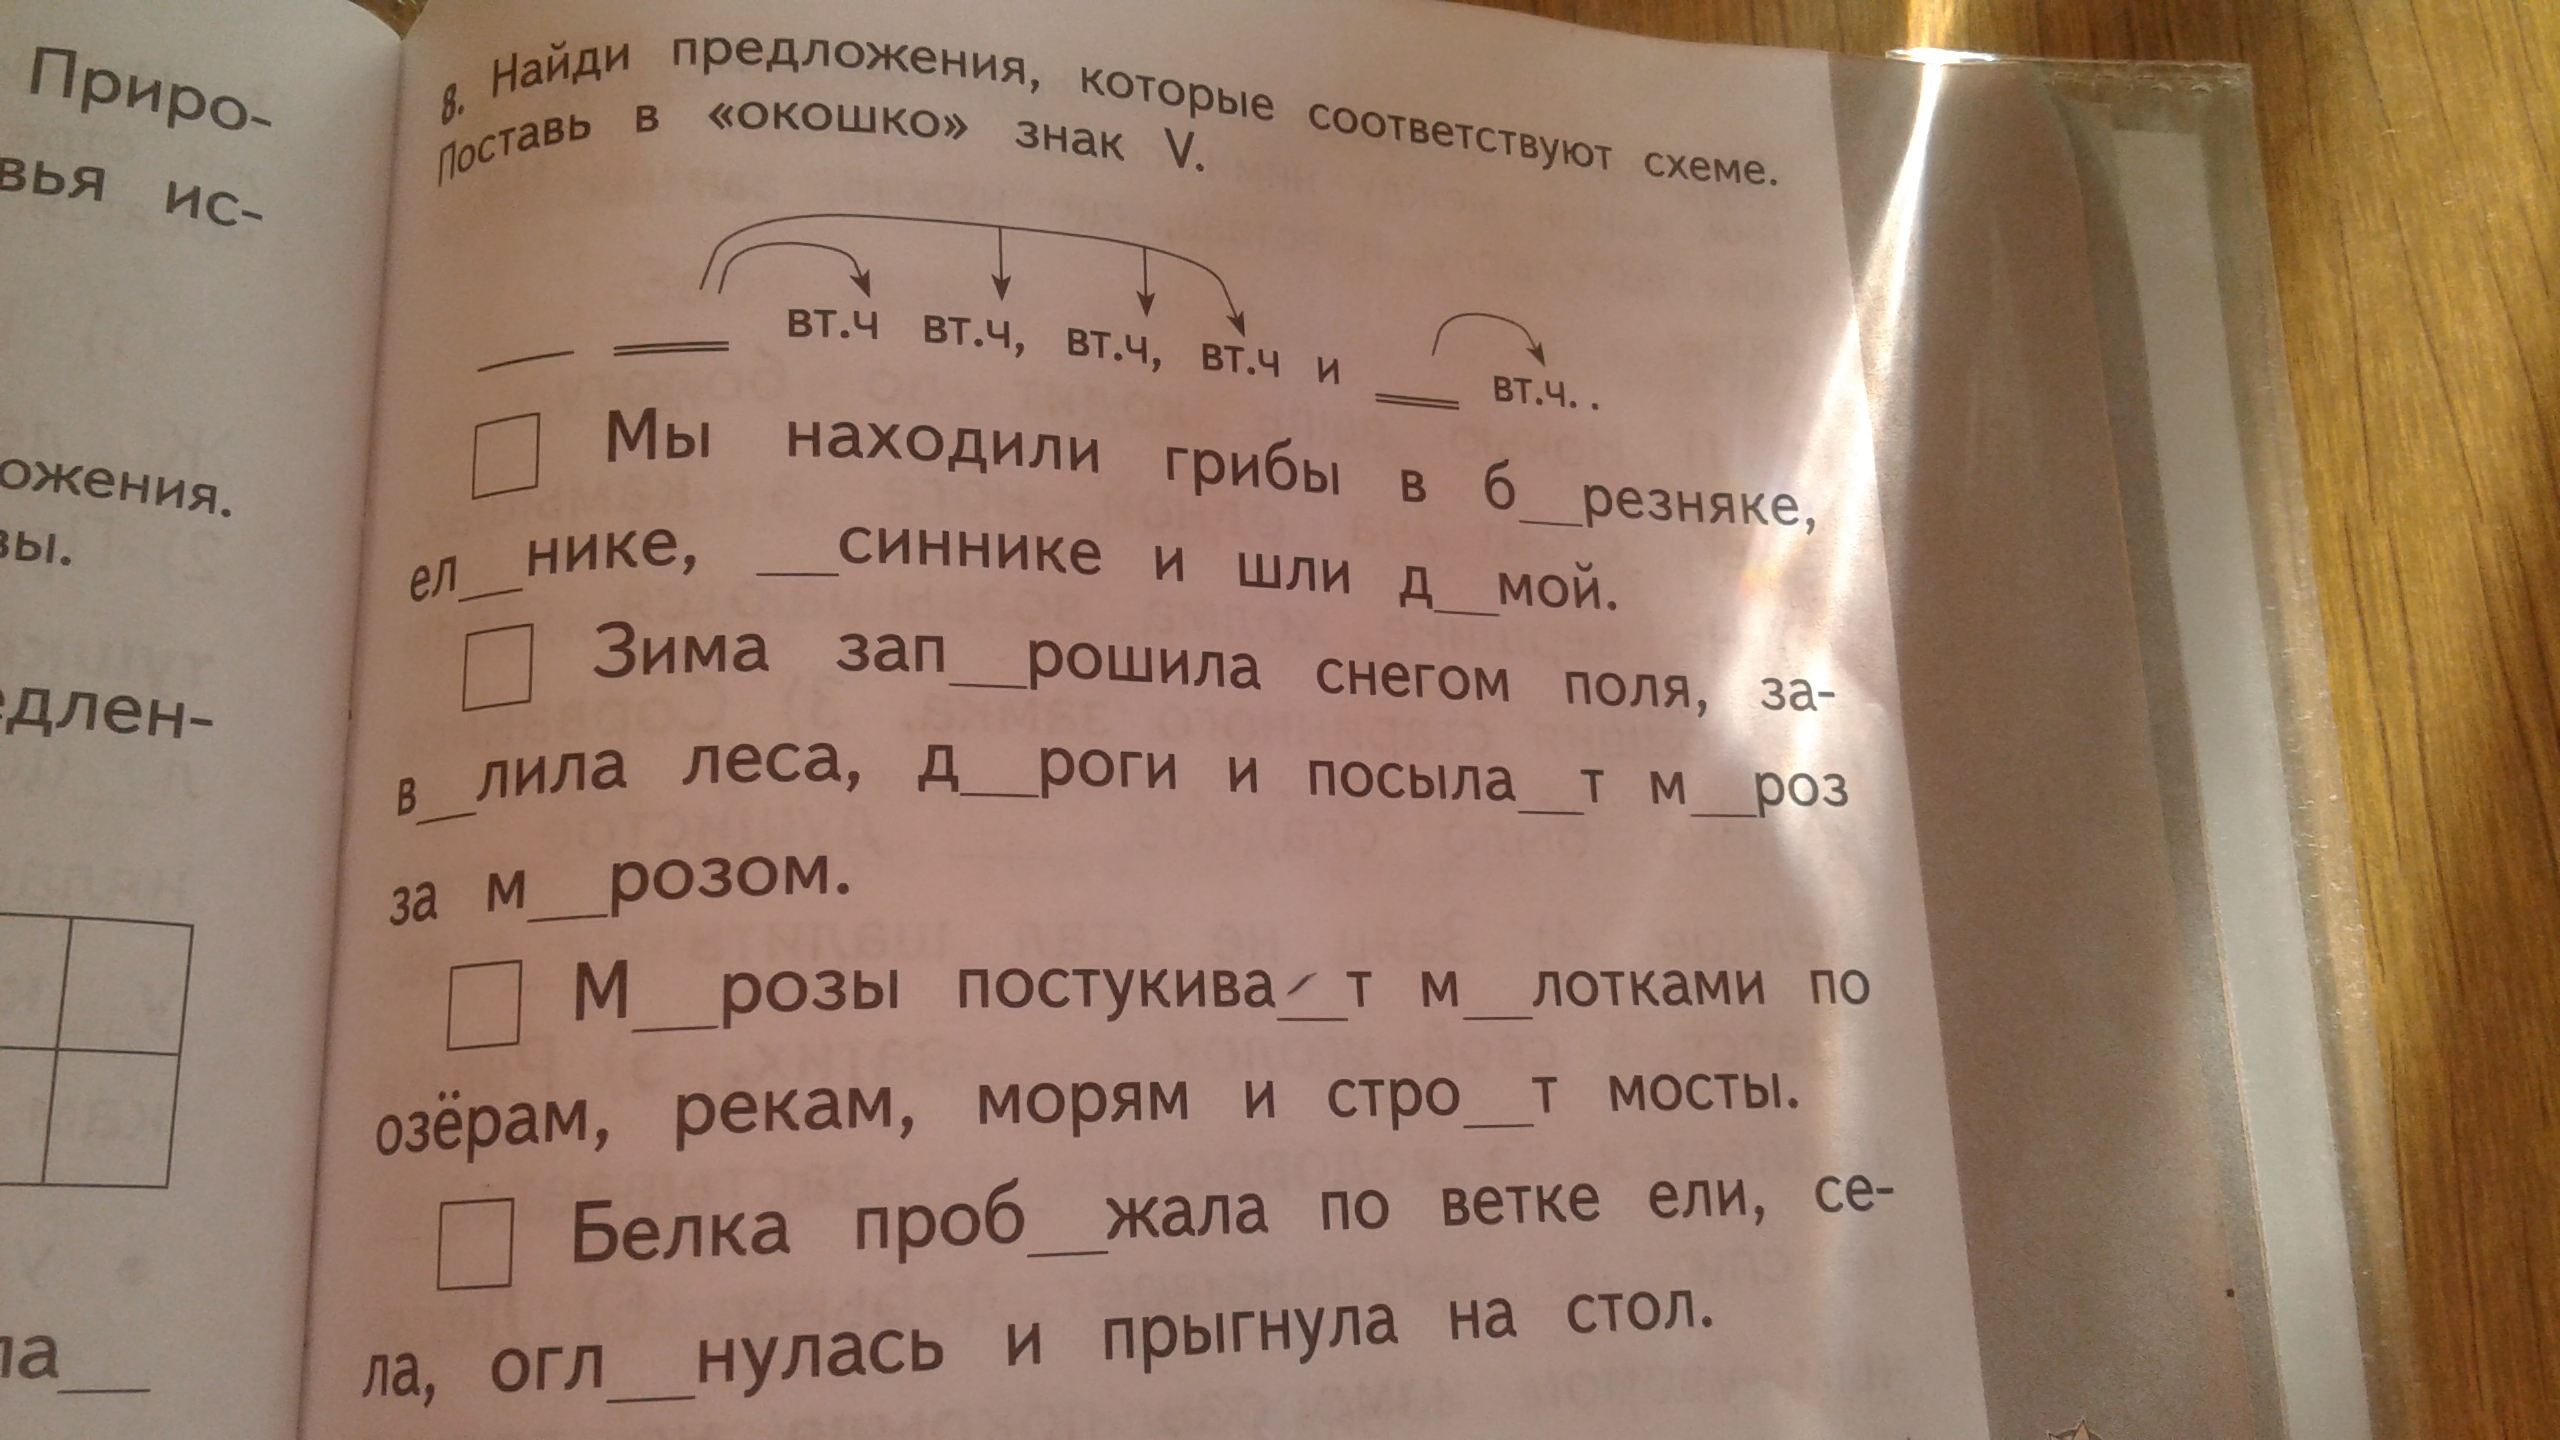 Приро-
вья ис-
ожения.
вы.
едлен-
ла__
8. Найди предложения, которые соответствуют схеме.
Поставь в «окошко» знак V.
вт.ч вт.ч, вт.ч, вт.ч и вт.ч. .
Мы находили грибы в б__резняке,
ел__нике, __синнике и шли д__мой.
Зима зап__рошила снегом поля, за-
в__лила леса, д__роги и посыла__т м__роз
за м__розом.
М__розы постукива__т м__лотками по
озёрам, рекам, морям и стро__т мосты.
Белка проб__жала по ветке ели, се-
ла, огл__нулась и прыгнула на стол.